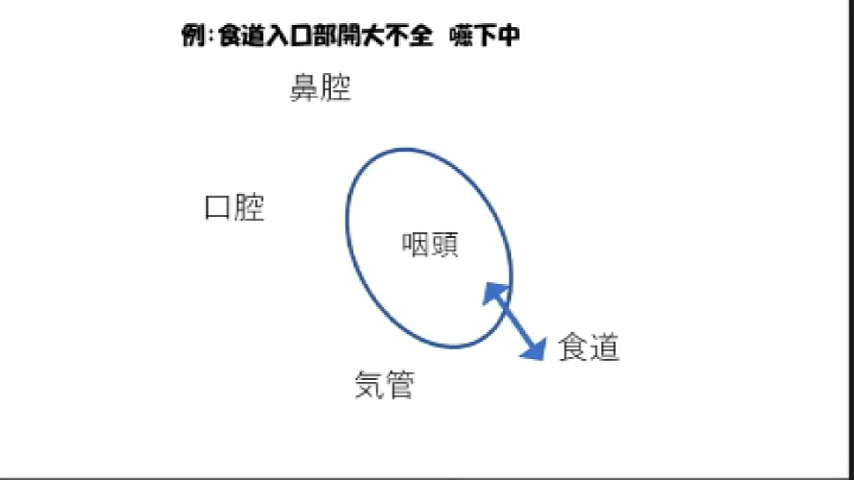 例:食道入口部開大不全 嚥下中
鼻腔
口腔
咽頭
食道
気管